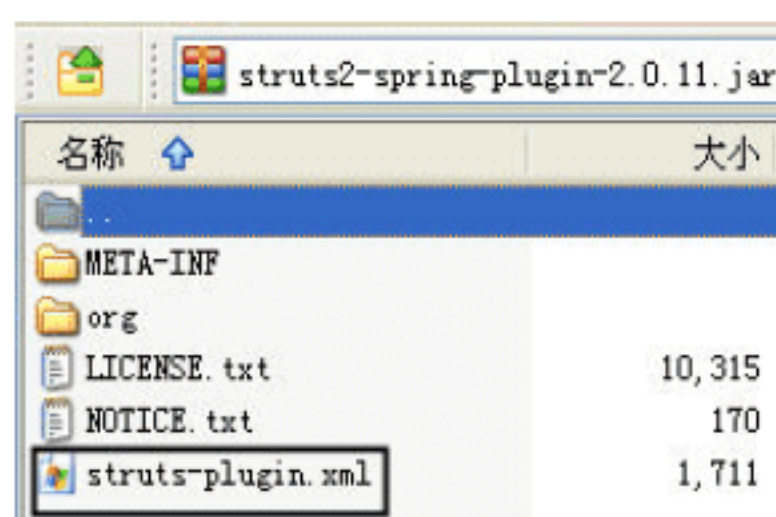 struts2-spring-plugin-2.0.11.jar
名称 大小
..
META-INF
org
LICENSE.txt 10,315
NOTICE.txt 170
struts-plugin.xml 1,711